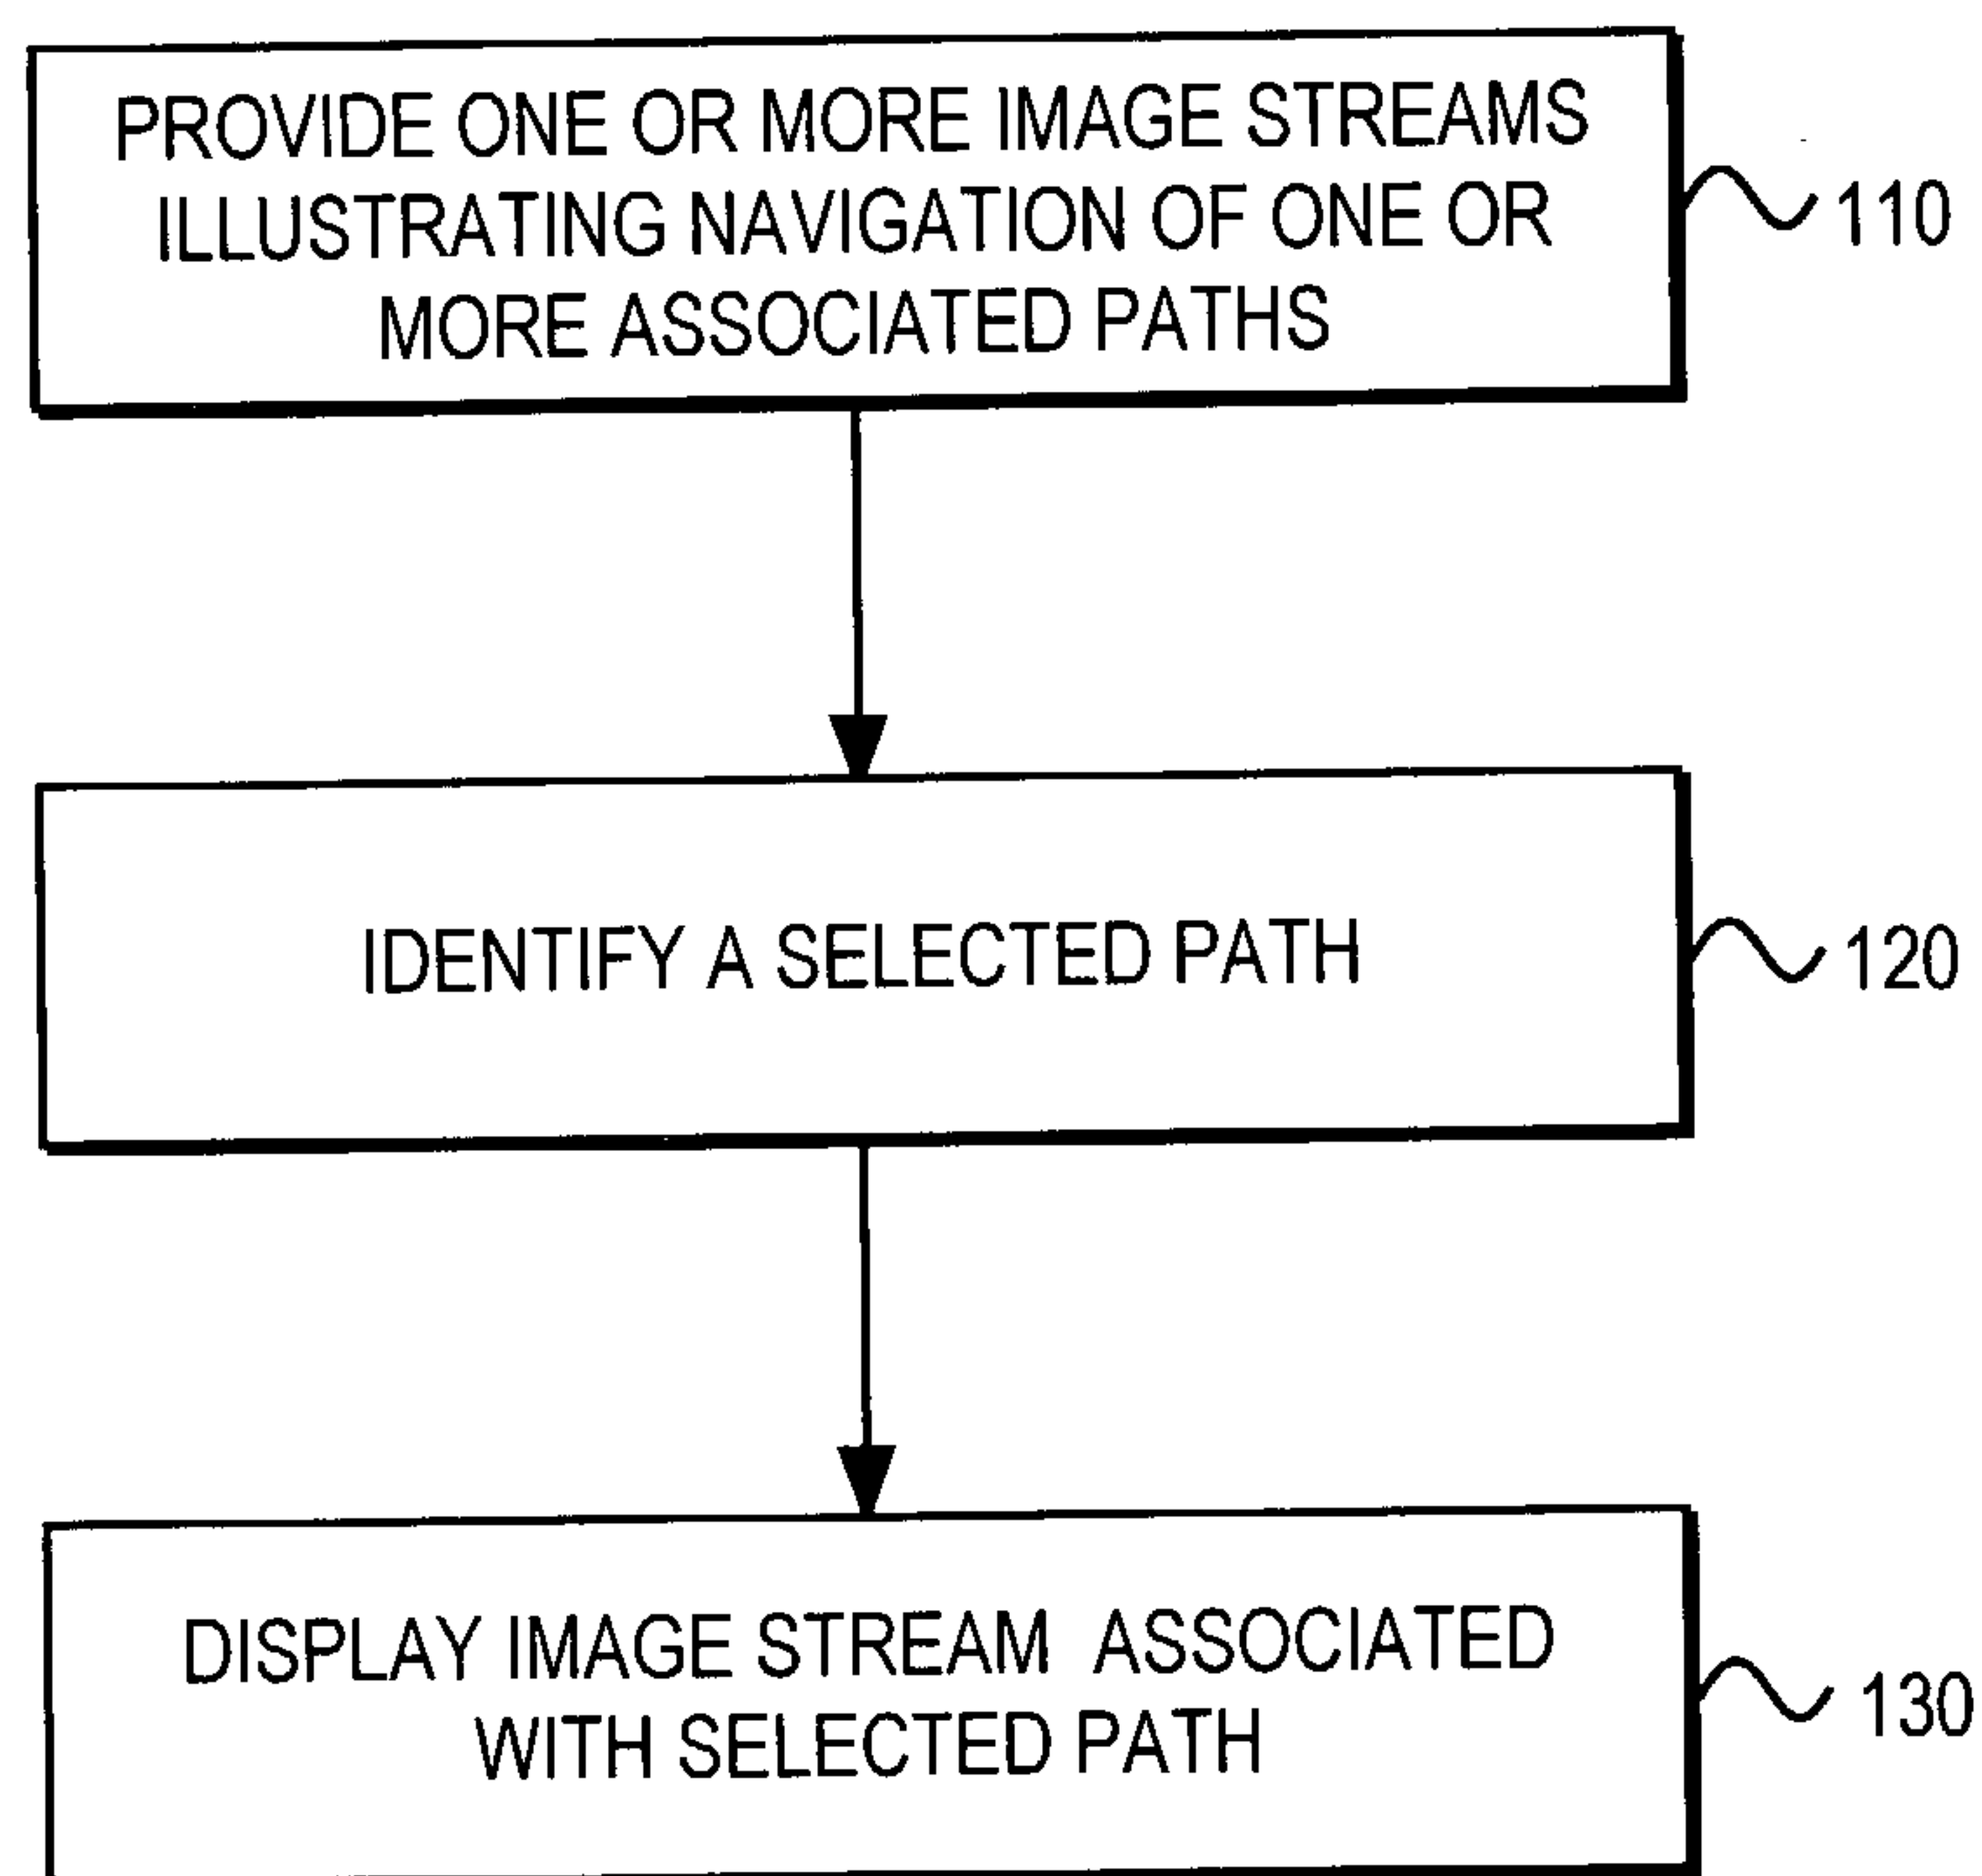 PROVIDE ONE OR MORE IMAGE STREAMS
ILLUSTRATING NAVIGATION OF ONE OR
MORE ASSOCIATED PATHS
110
IDENTIFY A SELECTED PATH
120
DISPLAY IMAGE STREAM ASSOCIATED
WITH SELECTED PATH
130